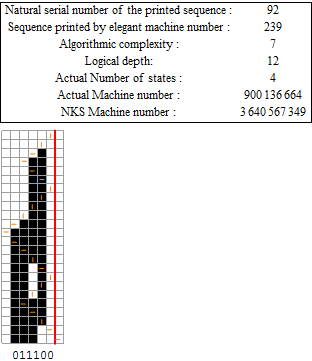 Natural serial number of the printed sequence : 92
Sequence printed by elegant machine number : 239
Algorithmic complexity : 7
Logical depth: 12
Actual Number of states : 4
Actual Machine number : 900 136 664
NKS Machine number : 3 640 567 349
011100